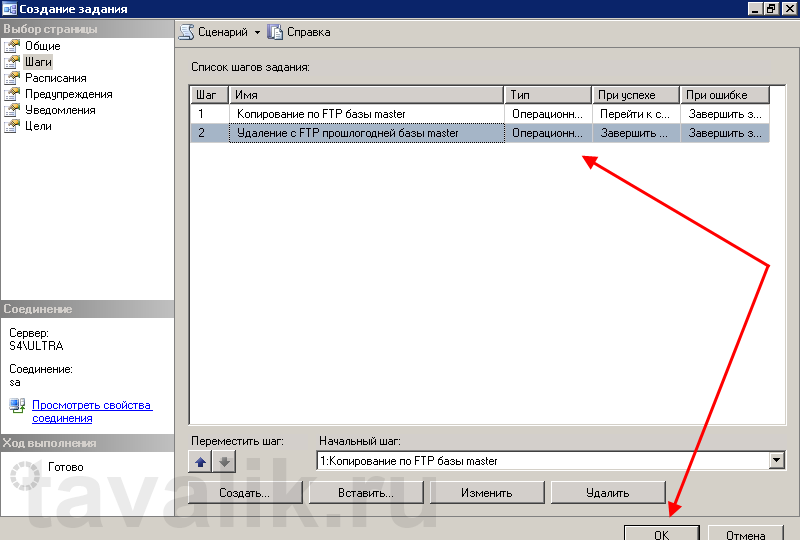 Создание задания
Выбор страницы
Общие
Шаги
Расписания
Предупреждения
Уведомления
Цели
Соединение
Сервер:
S4\ULTRA
Соединение:
sa
Просмотреть свойства
соединения
Ход выполнения
Готово
Сценарий Справка
Список шагов задания:
Шаг Имя Тип При успехе При ошибке
1 Копирование по FTP базы master Операционн... Перейти к с... Завершить з...
2 Удаление с FTP прошлогодней базы master Операционн... Завершить ... Завершить з...
Переместить шаг: Начальный шаг:
1:Копирование по FTP базы master
Создать... Вставить... Изменить Удалить
OK Отмена
tavalik.ru